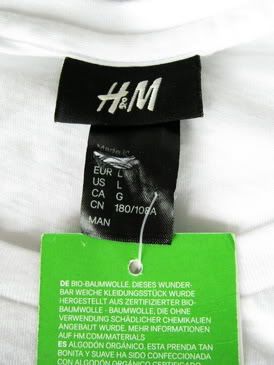 H&M
Made in
EUR L
US L
CA G
CN 180/108A
MAN
DE BIO-BAUMWOLLE. DIESES WUNDER-
BAR WEICHE KLEIDUNGSSTÜCK WURDE
HERGESTELLT AUS ZERTIFIZIERTER BIO-
BAUMWOLLE - BAUMWOLLE, DIE OHNE
VERWENDUNG SCHÄDLICHER CHEMIKALIEN
ANGEBAUT WURDE. MEHR INFORMATIONEN
AUF HM.COM/MATERIALS
ES ALGODÓN ORGÁNICO. ESTA PRENDA TAN
BONITA Y SUAVE HA SIDO CONFECCIONADA
CON ALGODÓN ORGÁNICO CERTIFICADO